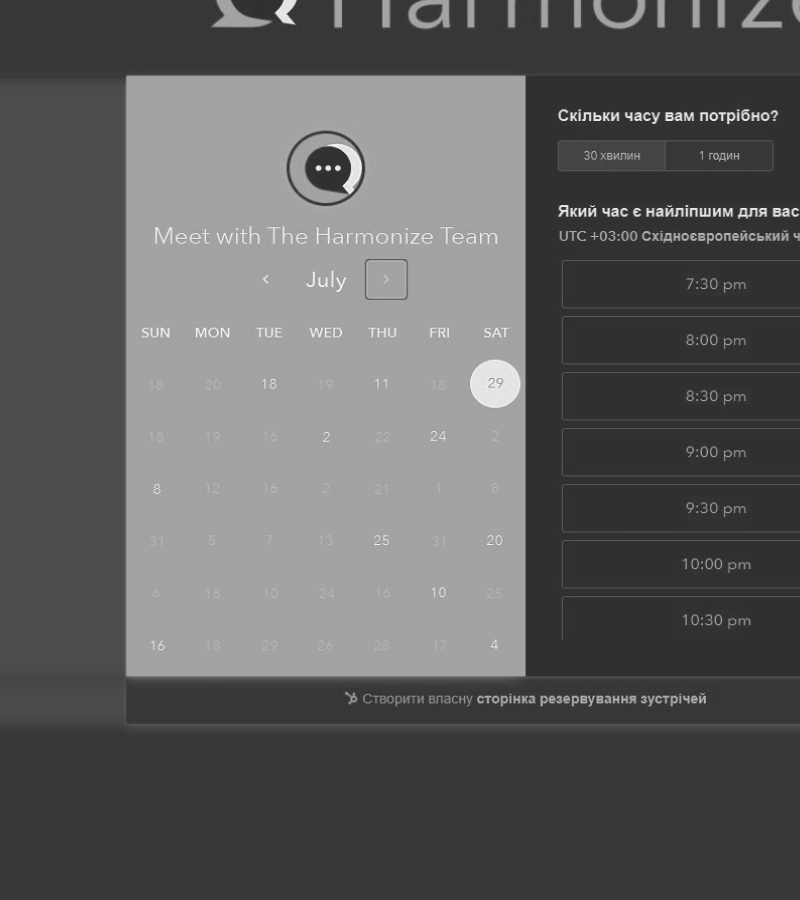 Harmonize
Meet with The Harmonize Team
July
SUN MON TUE WED THU FRI SAT
18 20 18 19 11 18 29
18 19 16 2 22 24 2
8 12 16 2 21 1 8
31 5 7 13 25 31 20
6 18 10 24 16 10 25
16 18 29 26 28 17 4
Скільки часу вам потрібно?
30 хвилин 1 годин
Який час є найліпшим для вас
UTC +03:00 Східноєвропейський ч
7:30 pm
8:00 pm
8:30 pm
9:00 pm
9:30 pm
10:00 pm
10:30 pm
Створити власну сторінка резервування зустрічей